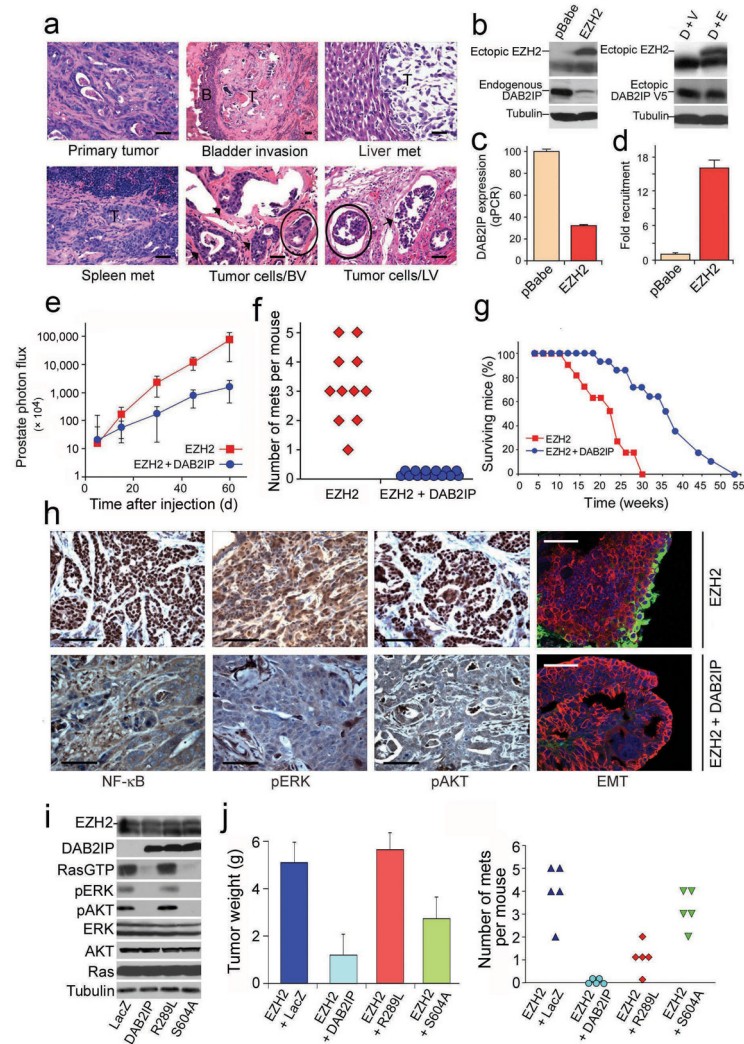 a
B
T
T
Primary tumor
Bladder invasion
Liver met
T
Spleen met
Tumor cells/BV
Tumor cells/LV
b
pBabe
EZH2
D+V
D+E
Ectopic EZH2
Ectopic EZH2
Endogenous
DAB2IP
Ectopic
DAB2IP V5
Tubulin
Tubulin
c
DAB2IP expression
(qPCR)
100
80
60
40
20
0
pBabe
EZH2
d
Fold recruitment
18
12
6
0
pBabe
EZH2
e
Prostate photon flux
(× 10⁴)
100,000
10,000
1,000
100
10
1
EZH2
EZH2 + DAB2IP
0 15 30 45 60
Time after injection (d)
f
Number of mets per mouse
5
4
3
2
1
0
EZH2
EZH2 + DAB2IP
g
Surviving mice (%)
100
80
60
40
20
0
EZH2
EZH2 + DAB2IP
0 5 10 15 20 25 30 35 40 45 50 55
Time (weeks)
h
EZH2
EZH2 + DAB2IP
NF-κB
pERK
pAKT
EMT
i
EZH2
DAB2IP
RasGTP
pERK
pAKT
ERK
AKT
Ras
Tubulin
LacZ
DAB2IP
R289L
S604A
j
Tumor weight (g)
6
4
2
0
EZH2
+ LacZ
EZH2
+ DAB2IP
EZH2
+ R289L
EZH2
+ S604A
Number of mets
per mouse
6
5
4
3
2
1
0
EZH2
+ LacZ
EZH2
+ DAB2IP
EZH2
+ R289L
EZH2
+ S604A